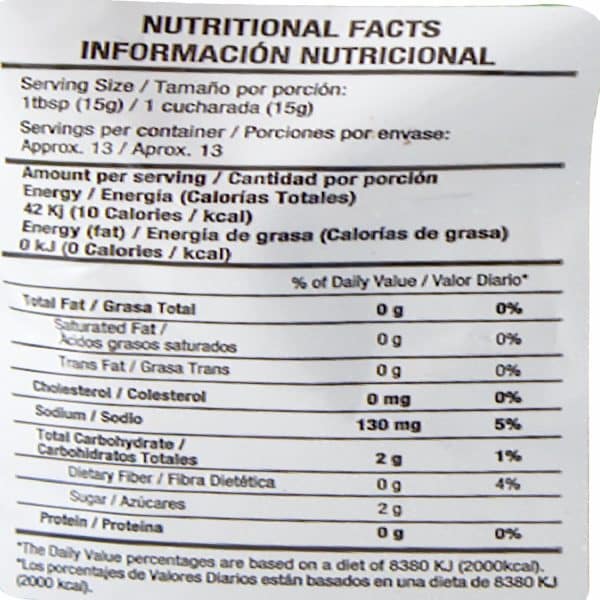 NUTRITIONAL FACTS
INFORMACIÓN NUTRICIONAL
Serving Size / Tamaño por porción:
1tbsp (15g) / 1 cucharada (15g)
Servings per container / Porciones por envase:
Approx. 13 / Aprox. 13
Amount per serving / Cantidad por porción
Energy / Energía (Calorías Totales)
42 Kj (10 Calories / kcal)
Energy (fat) / Energía de grasa (Calorías de grasa)
0 kJ (0 Calories / kcal)
% of Daily Value / Valor Diario*
Total Fat / Grasa Total 0 g 0%
Saturated Fat /
Ácidos grasos saturados 0 g 0%
Trans Fat / Grasa Trans 0 g 0%
Cholesterol / Colesterol 0 mg 0%
Sodium / Sodio 130 mg 5%
Total Carbohydrate /
Carbohidratos Totales 2 g 1%
Dietary Fiber / Fibra Dietética 0 g 4%
Sugar / Azúcares 2 g
Protein / Proteina 0 g 0%
*The Daily Value percentages are based on a diet of 8380 KJ (2000kcal).
*Los porcentajes de Valores Diarios están basados en una dieta de 8380 KJ
(2000 kcal).